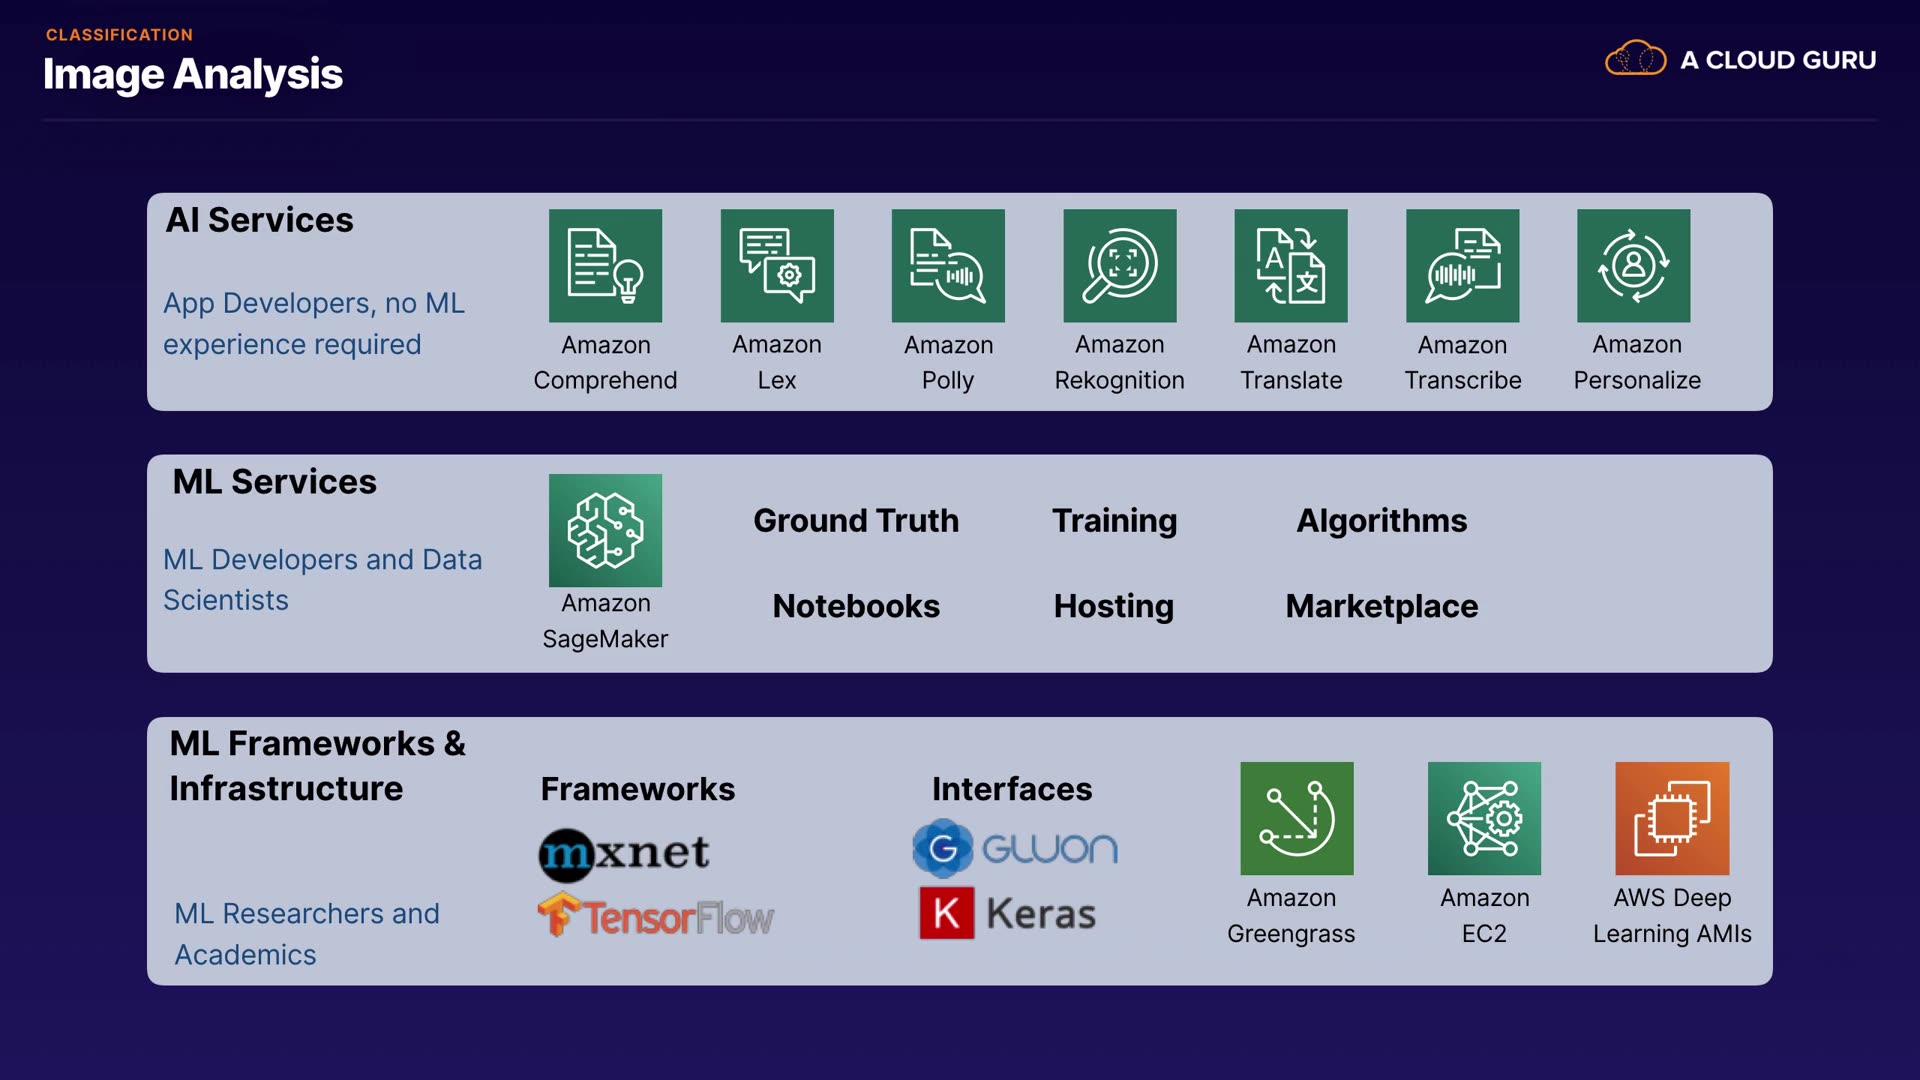 CLASSIFICATION
Image Analysis
A CLOUD GURU
AI Services
App Developers, no ML
experience required
Amazon
Comprehend
Amazon
Lex
Amazon
Polly
Amazon
Rekognition
A
文
Amazon
Translate
Amazon
Transcribe
Amazon
Personalize
ML Services
ML Developers and Data
Scientists
Amazon
SageMaker
Ground Truth
Training
Algorithms
Notebooks
Hosting
Marketplace
ML Frameworks &
Infrastructure
ML Researchers and
Academics
Frameworks
mxnet
TensorFlow
Interfaces
G GLUON
K Keras
Amazon
Greengrass
Amazon
EC2
AWS Deep
Learning AMIs